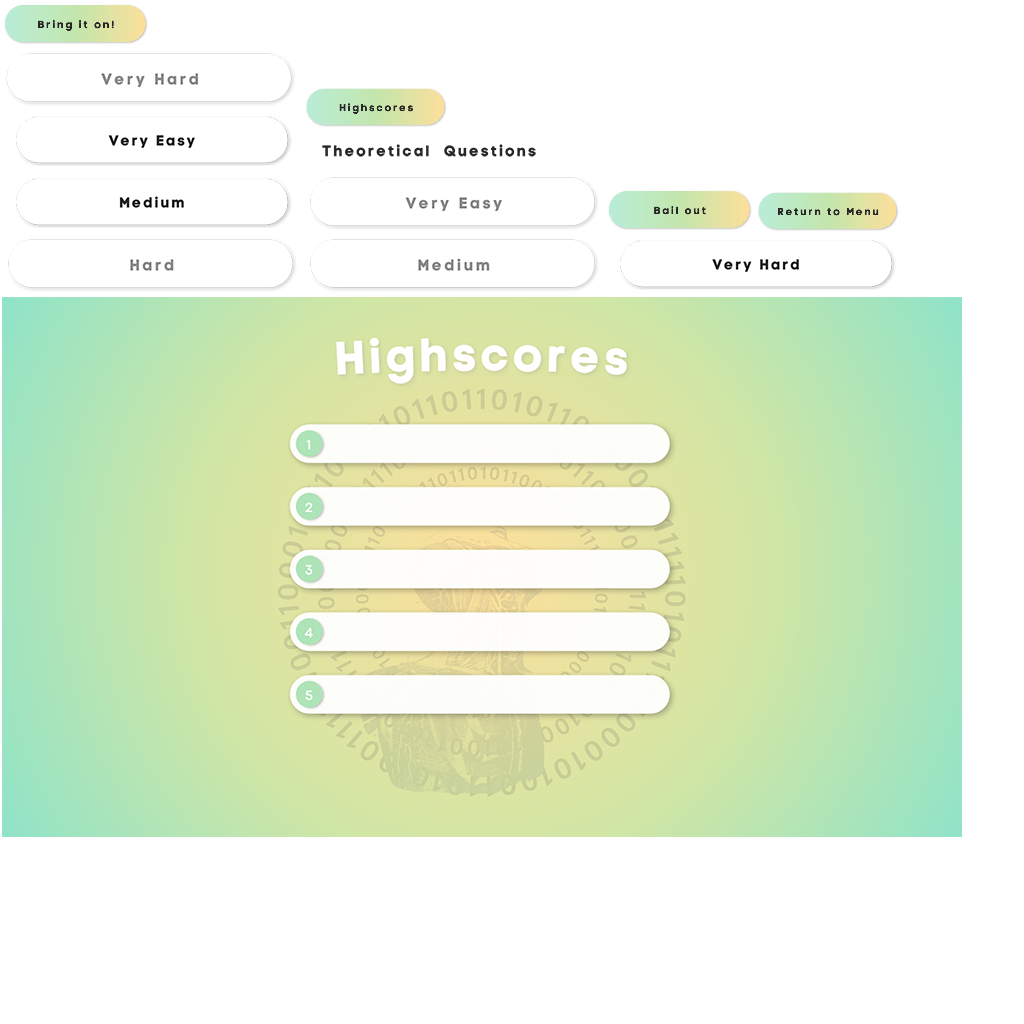 Bring it on!
Very Hard
Highscores
Very Easy
Theoretical Questions
Medium
Very Easy
Bail out
Return to Menu
Hard
Medium
Very Hard
Highscores
1
2
3
4
5